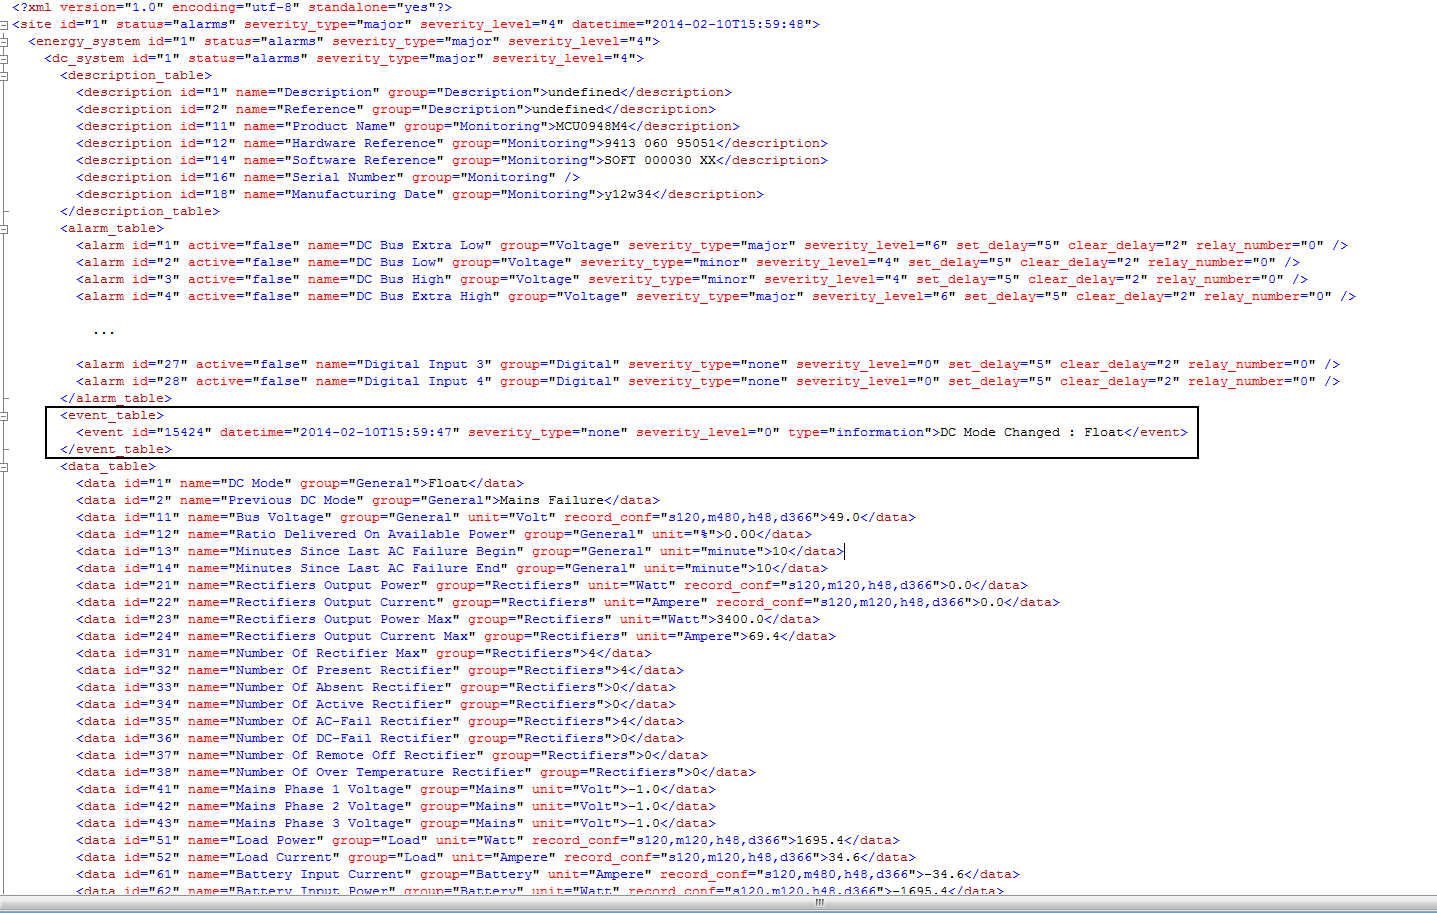 <?xml version="1.0" encoding="utf-8" standalone="yes"?>
<site id="1" status="alarms" severity_type="major" severity_level="4" datetime="2014-02-10T15:59:48">
<energy_system id="1" status="alarms" severity_type="major" severity_level="4">
<dc_system id="1" status="alarms" severity_type="major" severity_level="4">
<description_table>
<description id="1" name="Description" group="Description">undefined</description>
<description id="2" name="Reference" group="Description">undefined</description>
<description id="11" name="Product Name" group="Monitoring">MCU0948M4</description>
<description id="12" name="Hardware Reference" group="Monitoring">9413 060 95051</description>
<description id="14" name="Software Reference" group="Monitoring">SOFT 000030 XX</description>
<description id="16" name="Serial Number" group="Monitoring" />
<description id="18" name="Manufacturing Date" group="Monitoring">y12w34</description>
</description_table>
<alarm_table>
<alarm id="1" active="false" name="DC Bus Extra Low" group="Voltage" severity_type="major" severity_level="6" set_delay="5" clear_delay="2" relay_number="0" />
<alarm id="2" active="false" name="DC Bus Low" group="Voltage" severity_type="minor" severity_level="4" set_delay="5" clear_delay="2" relay_number="0" />
<alarm id="3" active="false" name="DC Bus High" group="Voltage" severity_type="minor" severity_level="4" set_delay="5" clear_delay="2" relay_number="0" />
<alarm id="4" active="false" name="DC Bus Extra High" group="Voltage" severity_type="major" severity_level="6" set_delay="5" clear_delay="2" relay_number="0" />
...
<alarm id="27" active="false" name="Digital Input 3" group="Digital" severity_type="none" severity_level="0" set_delay="5" clear_delay="2" relay_number="0" />
<alarm id="28" active="false" name="Digital Input 4" group="Digital" severity_type="none" severity_level="0" set_delay="5" clear_delay="2" relay_number="0" />
</alarm_table>
<event_table>
<event id="15424" datetime="2014-02-10T15:59:47" severity_type="none" severity_level="0" type="information">DC Mode Changed : Float</event>
</event_table>
<data_table>
<data id="1" name="DC Mode" group="General">Float</data>
<data id="2" name="Previous DC Mode" group="General">Mains Failure</data>
<data id="11" name="Bus Voltage" group="General" unit="Volt" record_conf="s120,m480,h48,d366">49.0</data>
<data id="12" name="Ratio Delivered On Available Power" group="General" unit="%">0.00</data>
<data id="13" name="Minutes Since Last AC Failure Begin" group="General" unit="minute">10</data>
<data id="14" name="Minutes Since Last AC Failure End" group="General" unit="minute">10</data>
<data id="21" name="Rectifiers Output Power" group="Rectifiers" unit="Watt" record_conf="s120,m120,h48,d366">0.0</data>
<data id="22" name="Rectifiers Output Current" group="Rectifiers" unit="Ampere" record_conf="s120,m120,h48,d366">0.0</data>
<data id="23" name="Rectifiers Output Power Max" group="Rectifiers" unit="Watt">3400.0</data>
<data id="24" name="Rectifiers Output Current Max" group="Rectifiers" unit="Ampere">69.4</data>
<data id="31" name="Number Of Rectifier Max" group="Rectifiers">4</data>
<data id="32" name="Number Of Present Rectifier" group="Rectifiers">4</data>
<data id="33" name="Number Of Absent Rectifier" group="Rectifiers">0</data>
<data id="34" name="Number Of Active Rectifier" group="Rectifiers">0</data>
<data id="35" name="Number Of AC-Fail Rectifier" group="Rectifiers">4</data>
<data id="36" name="Number Of DC-Fail Rectifier" group="Rectifiers">0</data>
<data id="37" name="Number Of Remote Off Rectifier" group="Rectifiers">0</data>
<data id="38" name="Number Of Over Temperature Rectifier" group="Rectifiers">0</data>
<data id="41" name="Mains Phase 1 Voltage" group="Mains" unit="Volt">-1.0</data>
<data id="42" name="Mains Phase 2 Voltage" group="Mains" unit="Volt">-1.0</data>
<data id="43" name="Mains Phase 3 Voltage" group="Mains" unit="Volt">-1.0</data>
<data id="51" name="Load Power" group="Load" unit="Watt" record_conf="s120,m120,h48,d366">1695.4</data>
<data id="52" name="Load Current" group="Load" unit="Ampere" record_conf="s120,m120,h48,d366">34.6</data>
<data id="61" name="Battery Input Current" group="Battery" unit="Ampere" record_conf="s120,m480,h48,d366">-34.6</data>
<data id="62" name="Battery Input Power" group="Battery" unit="Watt" record_conf="s120,m120,h48,d366">-1695.4</data>